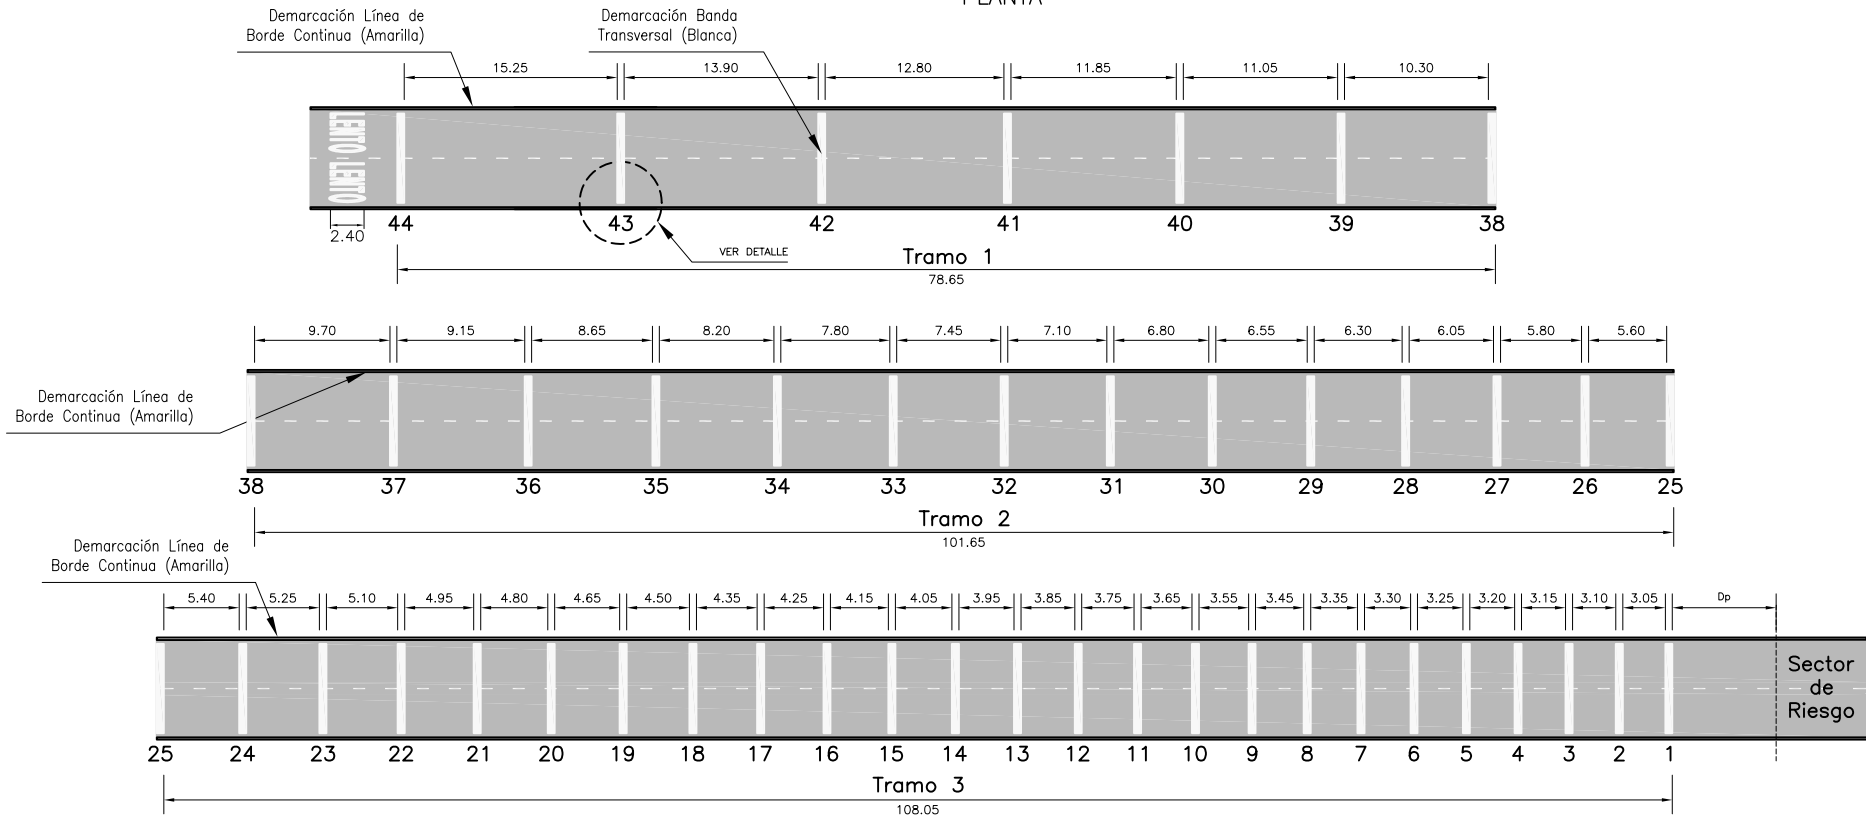 PLANTA
Demarcación Línea de
Borde Continua (Amarilla)
Demarcación Banda
Transversal (Blanca)
15.25 13.90 12.80 11.85 11.05 10.30
LENTO LENTO
44 43 42 41 40 39 38
2.40
VER DETALLE
Tramo 1
78.65
9.70 9.15 8.65 8.20 7.80 7.45 7.10 6.80 6.55 6.30 6.05 5.80 5.60
Demarcación Línea de
Borde Continua (Amarilla)
38 37 36 35 34 33 32 31 30 29 28 27 26 25
Tramo 2
101.65
Demarcación Línea de
Borde Continua (Amarilla)
5.40 5.25 5.10 4.95 4.80 4.65 4.50 4.35 4.25 4.15 4.05 3.95 3.85 3.75 3.65 3.55 3.45 3.35 3.30 3.25 3.20 3.15 3.10 3.05 Dp
Sector
de
Riesgo
25 24 23 22 21 20 19 18 17 16 15 14 13 12 11 10 9 8 7 6 5 4 3 2 1
Tramo 3
108.05